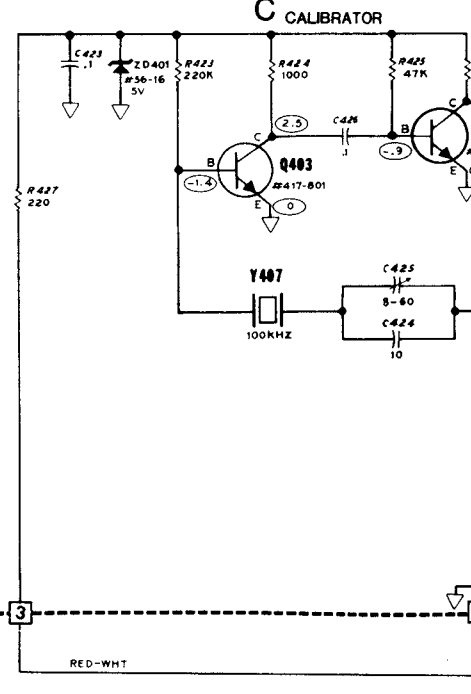 C CALIBRATOR
C423
.1
ZD401
#56-16
5V
R423
220K
R424
1000
R425
47K
2.5
C426
.1
C
B
-.9
E
C
B
-1.4
E
0
Q403
#417-801
R427
220
Y407
100KHZ
C425
8-60
C424
10
3
RED-WHT